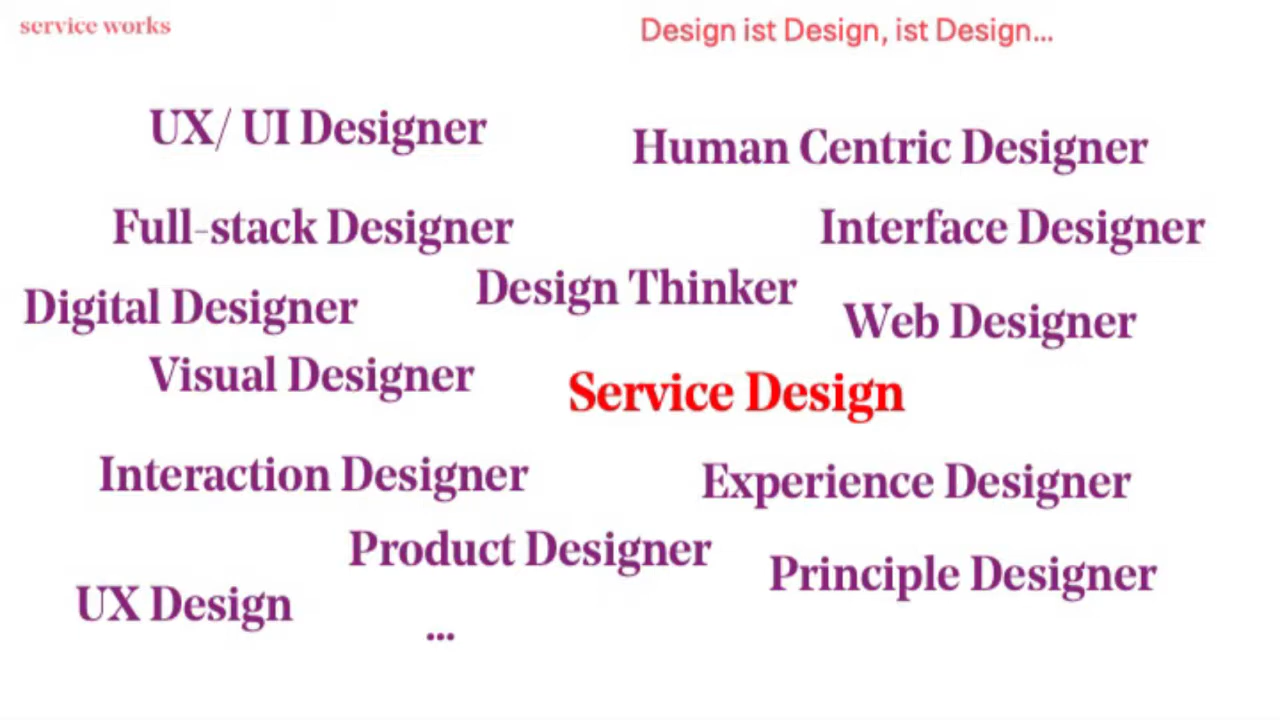 service works
Design ist Design, ist Design...
UX/ UI Designer
Human Centric Designer
Full-stack Designer
Interface Designer
Design Thinker
Digital Designer
Web Designer
Visual Designer
Service Design
Interaction Designer
Experience Designer
Product Designer
Principle Designer
UX Design
...